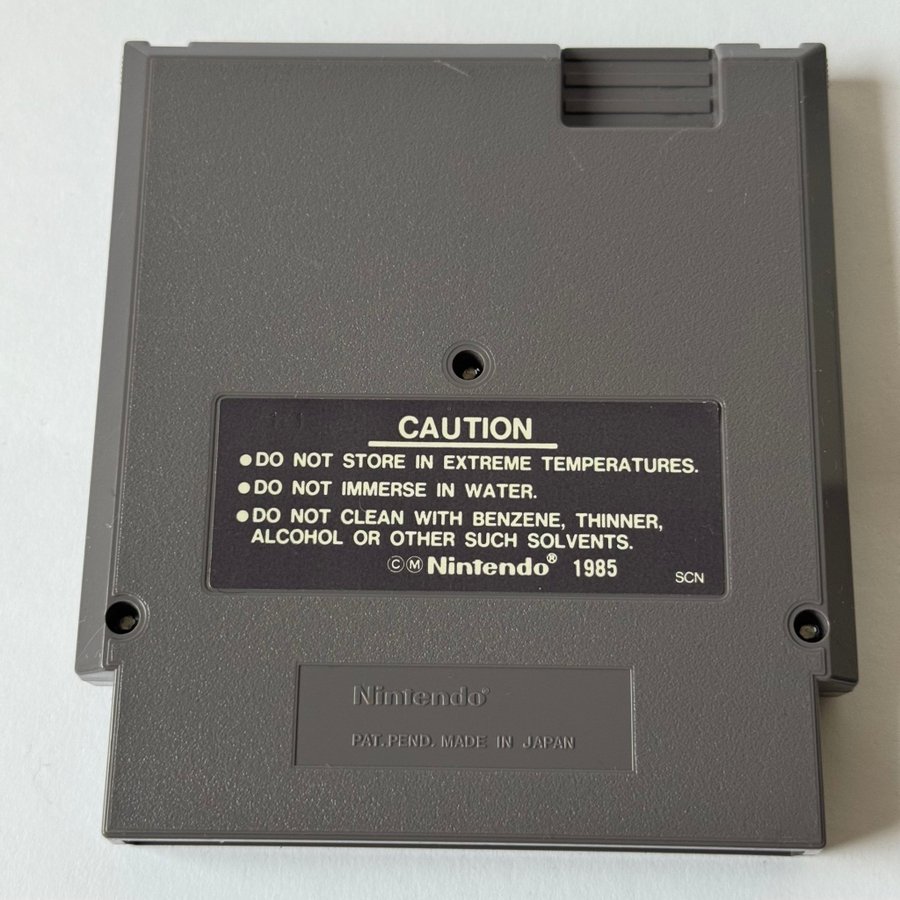 CAUTION
●DO NOT STORE IN EXTREME TEMPERATURES.
●DO NOT IMMERSE IN WATER.
●DO NOT CLEAN WITH BENZENE, THINNER,
ALCOHOL OR OTHER SUCH SOLVENTS.
ⒸⓂ Nintendo® 1985
SCN
Nintendo®
PAT. PEND. MADE IN JAPAN